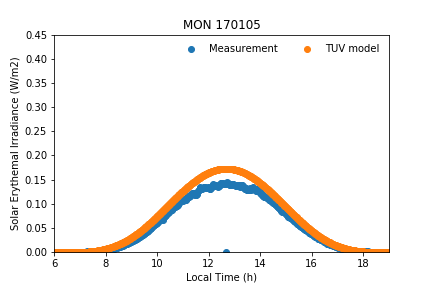 MON 170105
Measurement TUV model
Solar Erythemal Irradiance (W/m2)
0.45
0.40
0.35
0.30
0.25
0.20
0.15
0.10
0.05
0.00
6 8 10 12 14 16 18
Local Time (h)